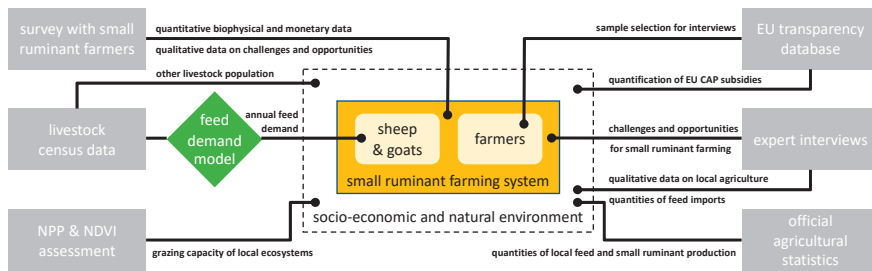 survey with small
ruminant farmers
quantitative biophysical and monetary data
qualitative data on challenges and opportunities
other livestock population
sample selection for interviews
EU transparency
database
quantification of EU CAP subsidies
livestock
census data
feed
demand
model
annual feed
demand
sheep
& goats
farmers
small ruminant farming system
socio-economic and natural environment
challenges and opportunities
for small ruminant farming
expert interviews
qualitative data on local agriculture
quantities of feed imports
NPP & NDVI
assessment
grazing capacity of local ecosystems
quantities of local feed and small ruminant production
official
agricultural
statistics